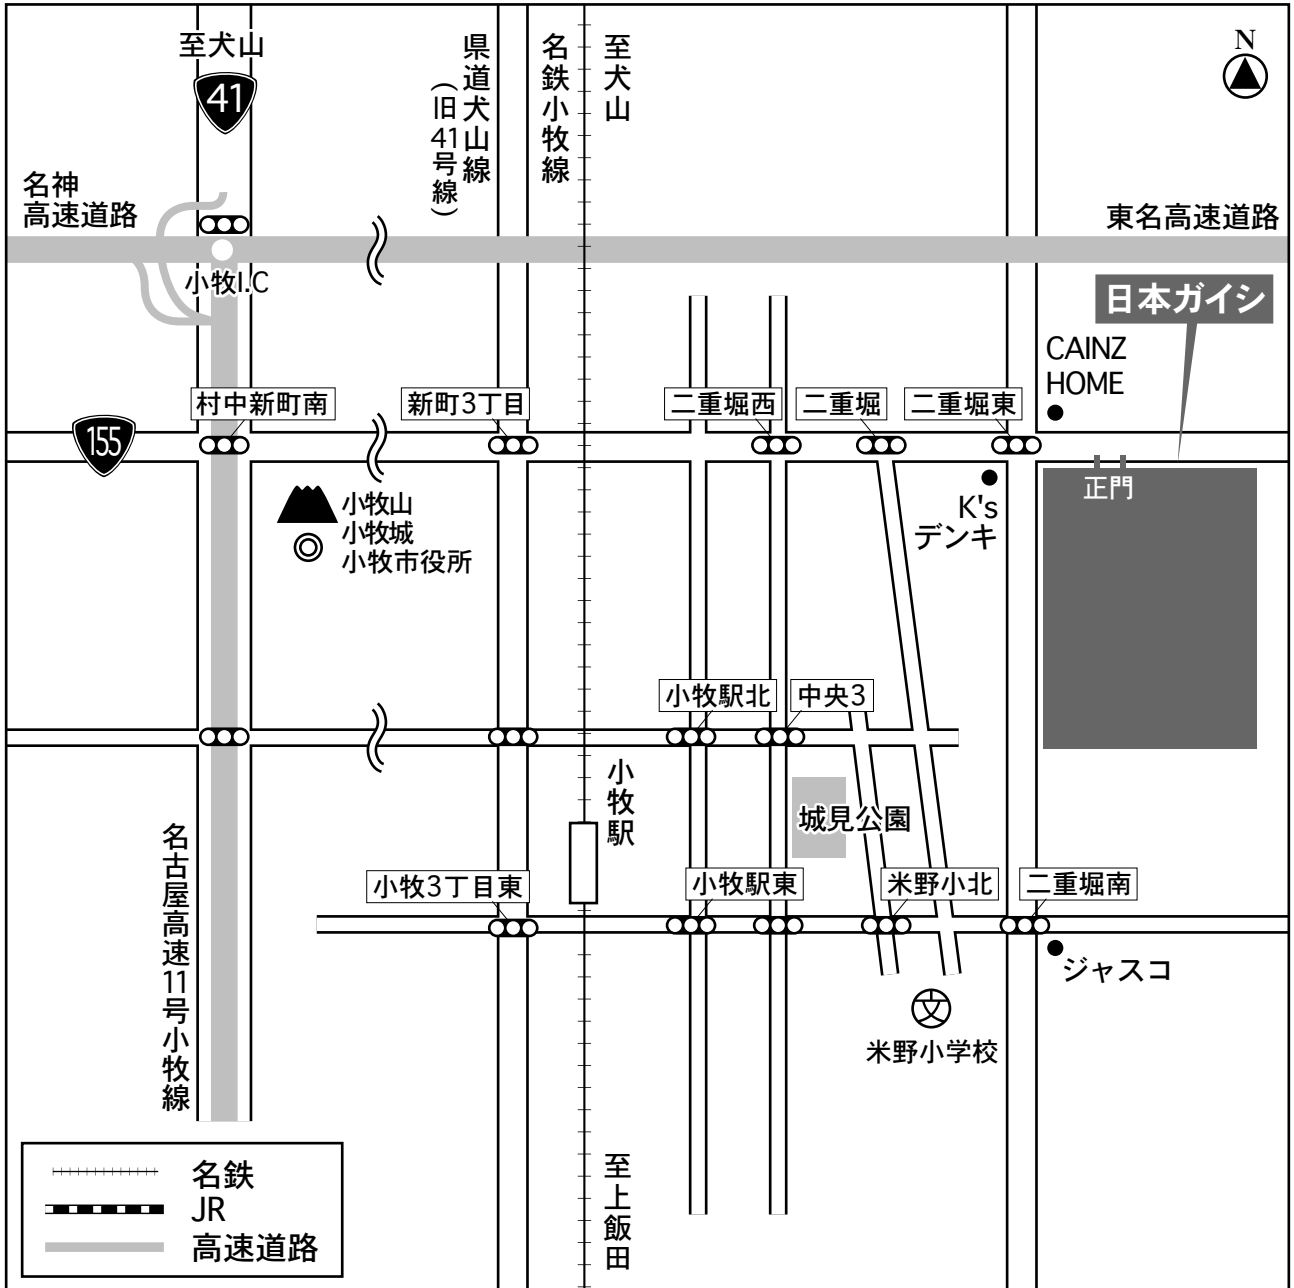 至犬山
41
県道犬山線
(旧41号線)
名鉄小牧線
至犬山
N
名神
高速道路
東名高速道路
小牧I.C
日本ガイシ
CAINZ
HOME
村中新町南
新町3丁目
二重堀西
二重堀
二重堀東
155
正門
K's
デンキ
小牧山
小牧城
小牧市役所
小牧駅北
中央3
小牧駅
城見公園
名古屋高速11号小牧線
小牧3丁目東
小牧駅東
米野小北
二重堀南
ジャスコ
文
米野小学校
至上飯田
名鉄
JR
高速道路